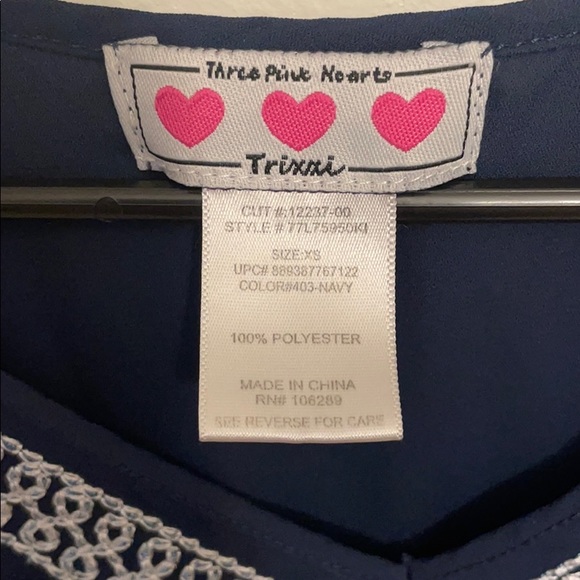 Three Pink Hearts
Trixxi
CUT #:12237-00
STYLE # 77L75950KI
SIZE:XS
UPC# 889387767122
COLOR#403-NAVY
100% POLYESTER
MADE IN CHINA
RN# 106289
SEE REVERSE FOR CARE